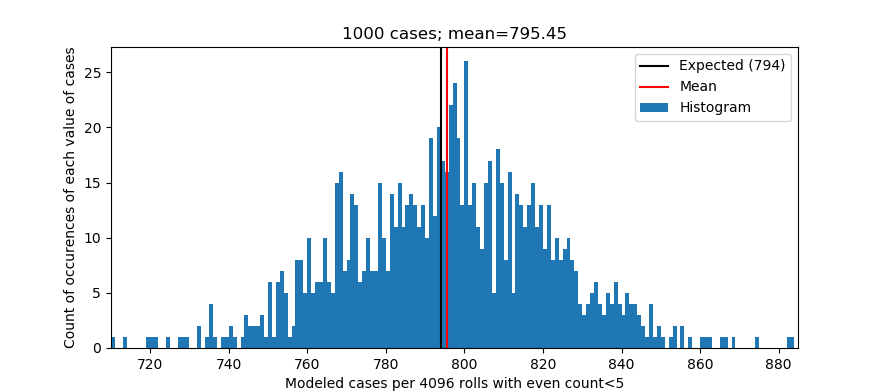 1000 cases; mean=795.45
Count of occurences of each value of cases
25
20
15
10
5
0
Expected (794)
Mean
Histogram
720 740 760 780 800 820 840 860 880
Modeled cases per 4096 rolls with even count<5